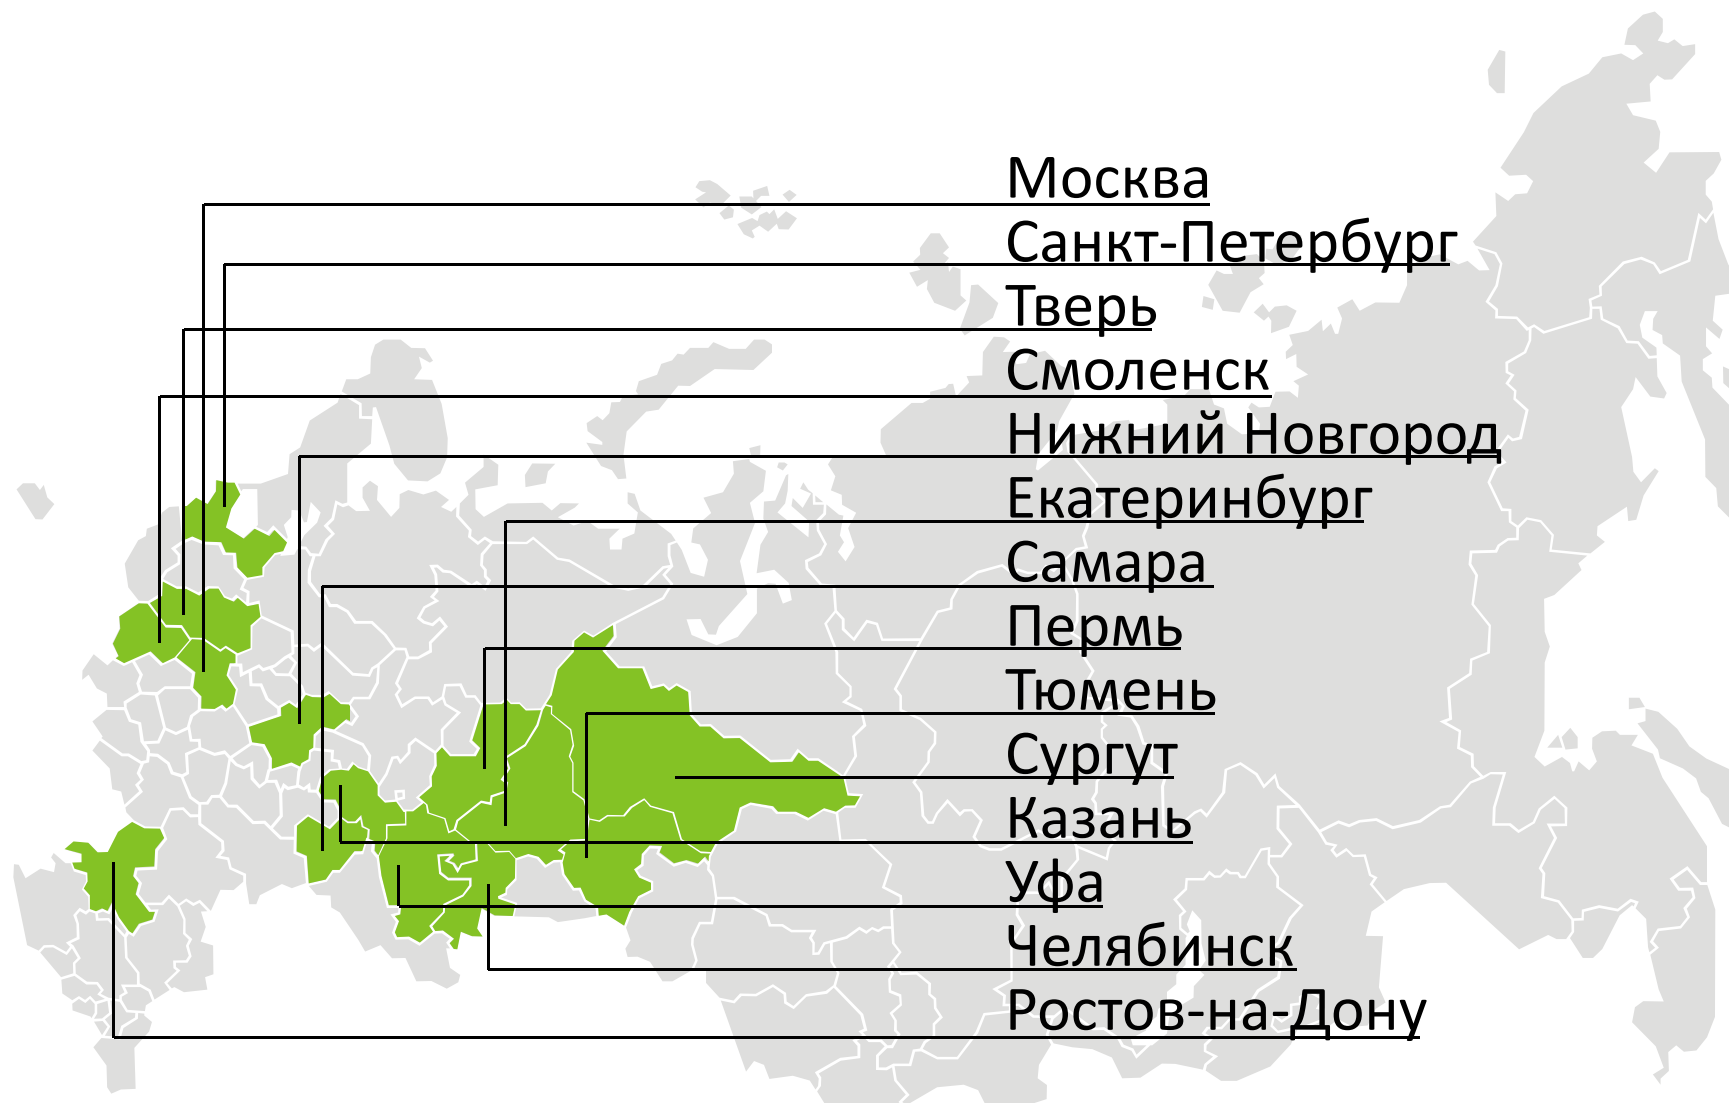 Москва
Санкт-Петербург
Тверь
Смоленск
Нижний Новгород
Екатеринбург
Самара
Пермь
Тюмень
Сургут
Казань
Уфа
Челябинск
Ростов-на-Дону